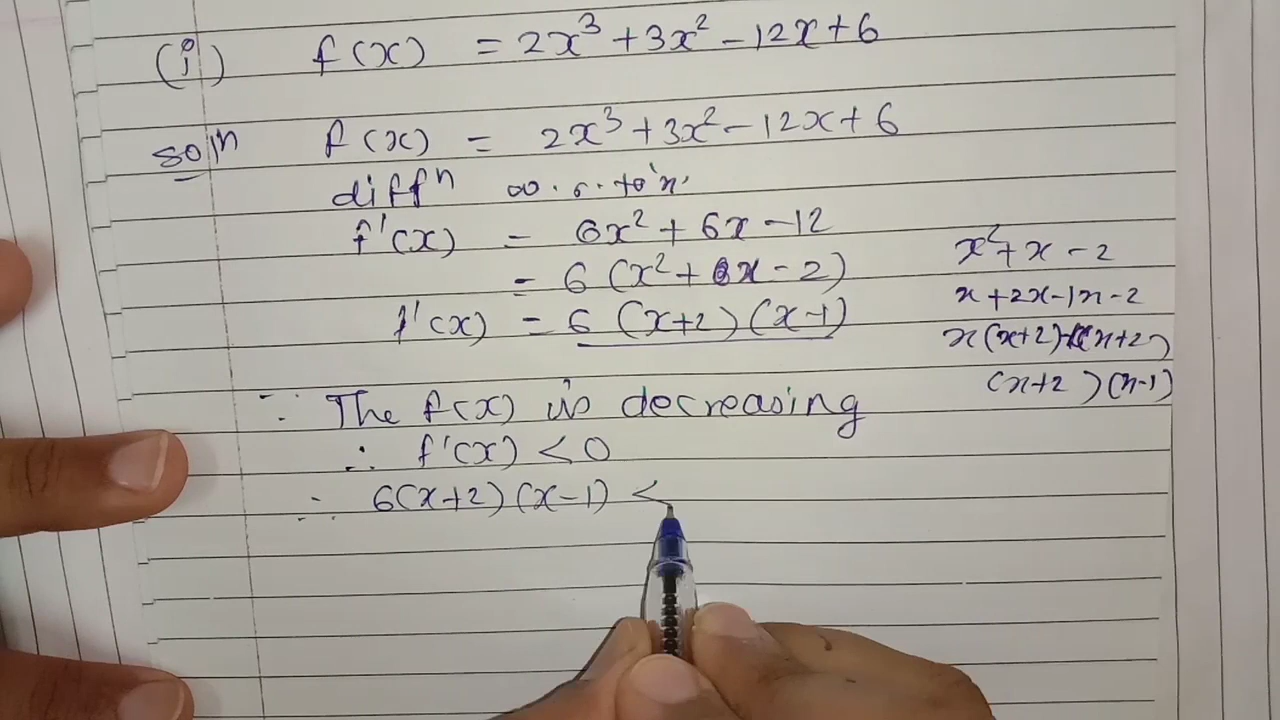 (i) f(x) = 2x³ + 3x² - 12x + 6
soln f(x) = 2x³ + 3x² - 12x + 6
diffⁿ w.r.to x.
f'(x) = 6x² + 6x - 12
= 6 (x² + x - 2)
f'(x) = 6 (x+2) (x-1)
x² + x - 2
x + 2x - 1x - 2
x(x+2) - 1(x+2)
(x+2) (x-1)
∵ The f(x) is decreasing
∴ f'(x) < 0
∴ 6(x+2) (x-1) <